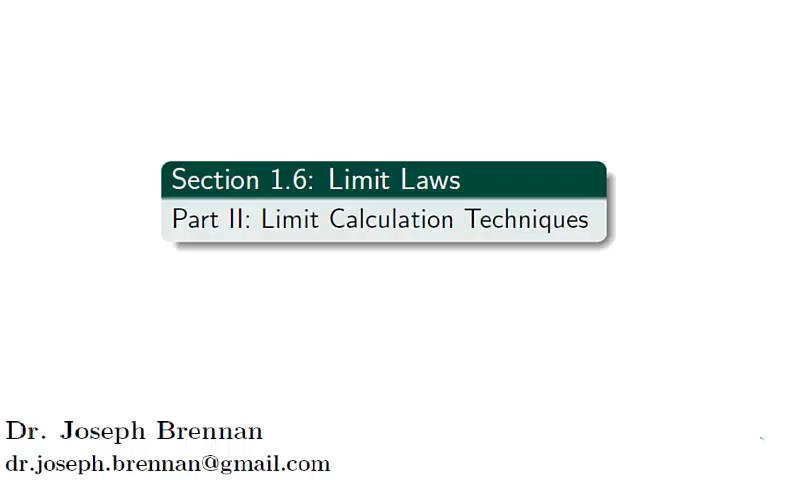 Section 1.6: Limit Laws
Part II: Limit Calculation Techniques
Dr. Joseph Brennan
dr.joseph.brennan@gmail.com